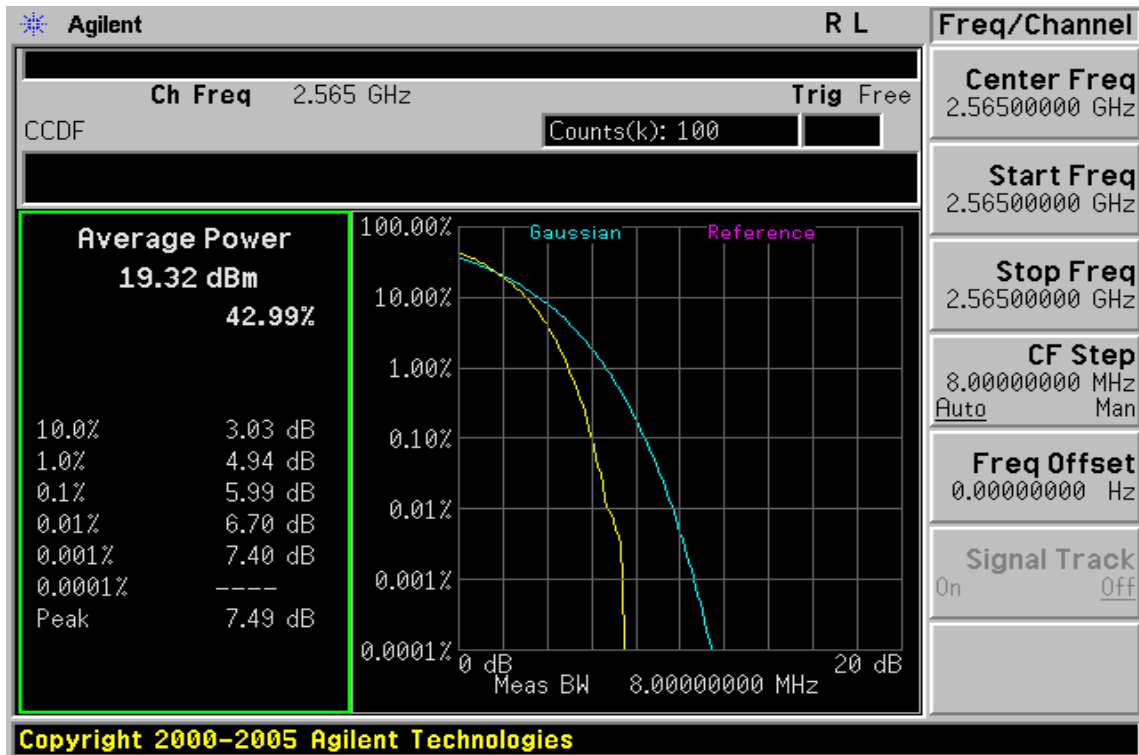 Agilent R L
Ch Freq 2.565 GHz Trig Free
CCDF Counts(k): 100
Average Power
19.32 dBm
42.99%
10.0% 3.03 dB
1.0% 4.94 dB
0.1% 5.99 dB
0.01% 6.70 dB
0.001% 7.40 dB
0.0001% ----
Peak 7.49 dB
Gaussian Reference
100.00%
10.00%
1.00%
0.10%
0.01%
0.001%
0.0001%
0 dB 20 dB
Meas BW 8.00000000 MHz
Freq/Channel
Center Freq
2.56500000 GHz
Start Freq
2.56500000 GHz
Stop Freq
2.56500000 GHz
CF Step
8.00000000 MHz
Auto Man
Freq Offset
0.00000000 Hz
Signal Track
On Off
Copyright 2000-2005 Agilent Technologies